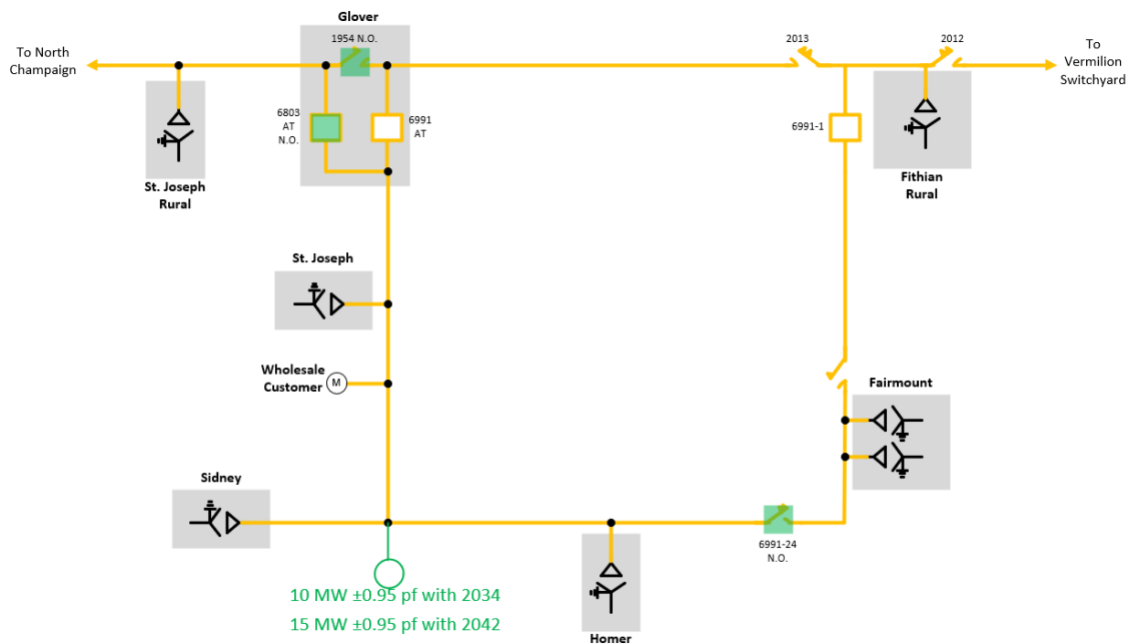 Glover
1954 N.O.
To North
Champaign
2013
2012
To
Vermilion
Switchyard
6803
AT
N.O.
6991
AT
6991-1
St. Joseph
Rural
Fithian
Rural
St. Joseph
Wholesale
Customer
M
Fairmount
Sidney
6991-24
N.O.
10 MW ±0.95 pf with 2034
15 MW ±0.95 pf with 2042
Homer